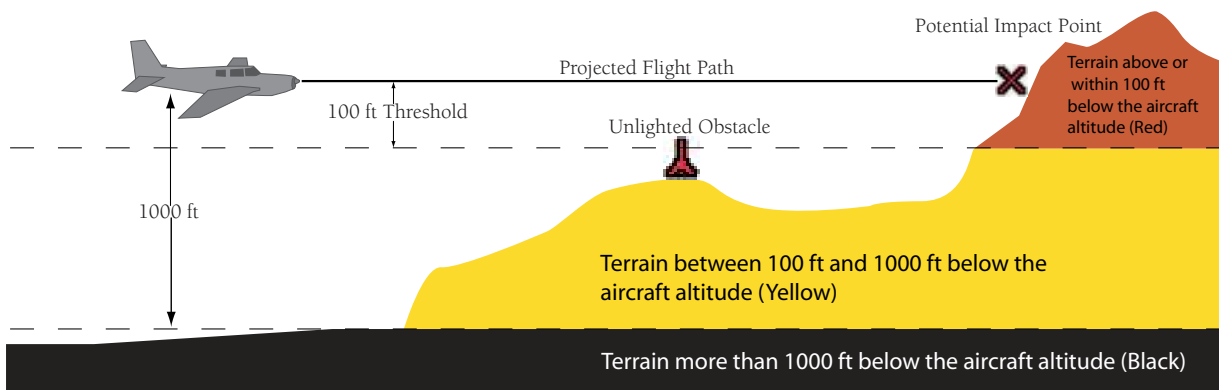 Potential Impact Point
Projected Flight Path
Terrain above or
within 100 ft
below the aircraft
altitude (Red)
100 ft Threshold
Unlighted Obstacle
1000 ft
Terrain between 100 ft and 1000 ft below the
aircraft altitude (Yellow)
Terrain more than 1000 ft below the aircraft altitude (Black)